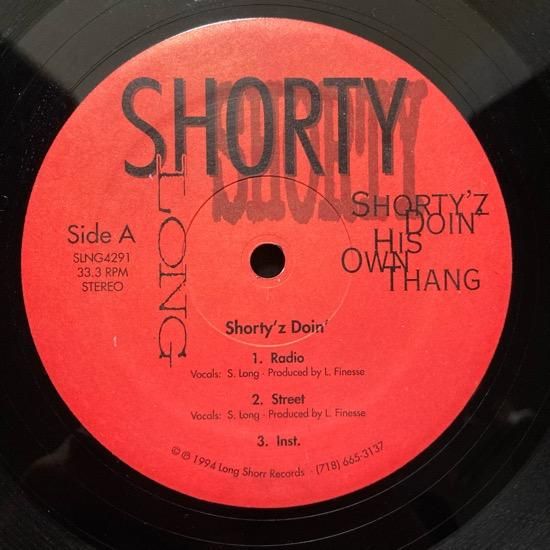 SHORTY
SHORTY
LONG
SHORTY'Z
DOIN'
HIS
OWN
THANG
Side A
SLNG4291
33.3 RPM
STEREO
Shorty'z Doin'
1. Radio
Vocals: S. Long · Produced by L. Finesse
2. Street
Vocals: S. Long · Produced by L. Finesse
3. Inst.
© ℗ 1994 Long Shorr Records · (718) 665-3137